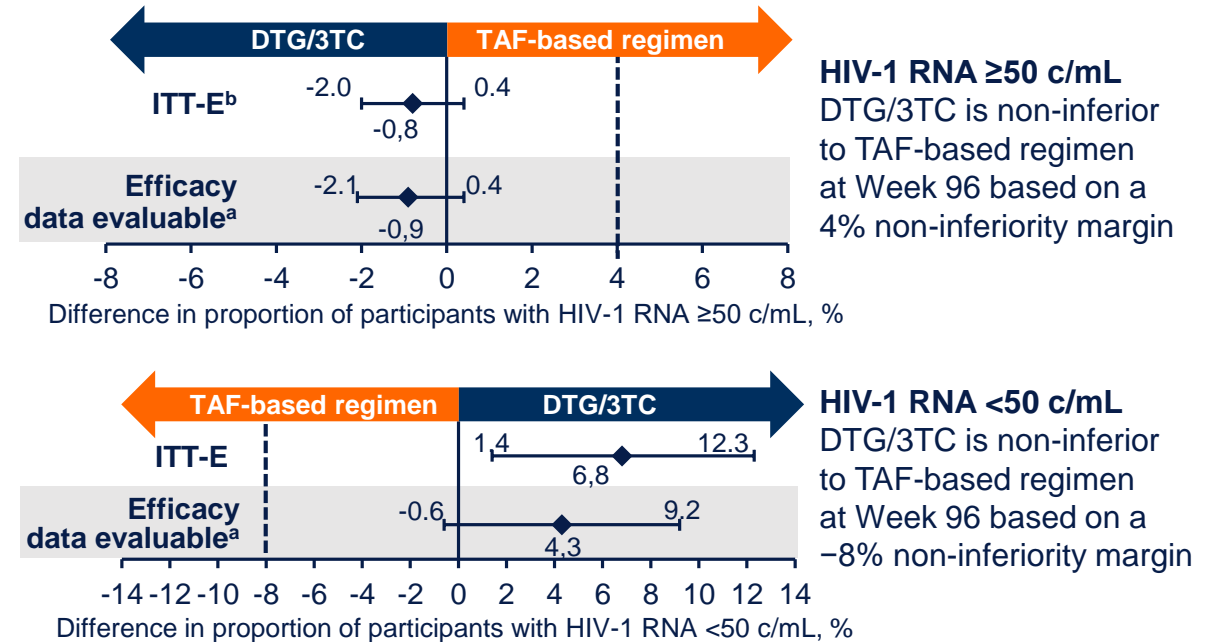 DTG/3TC TAF-based regimen
-2.0 0.4
ITT-Eᵇ
-0,8
Efficacy
data evaluableᵃ
-2.1 0.4
-0,9
-8 -6 -4 -2 0 2 4 6 8
Difference in proportion of participants with HIV-1 RNA ≥50 c/mL, %
HIV-1 RNA ≥50 c/mL
DTG/3TC is non-inferior
to TAF-based regimen
at Week 96 based on a
4% non-inferiority margin
TAF-based regimen DTG/3TC
ITT-E
1.4 12.3
6,8
Efficacy
data evaluableᵃ
-0.6 9.2
4,3
-14 -12 -10 -8 -6 -4 -2 0 2 4 6 8 10 12 14
Difference in proportion of participants with HIV-1 RNA <50 c/mL, %
HIV-1 RNA <50 c/mL
DTG/3TC is non-inferior
to TAF-based regimen
at Week 96 based on a
−8% non-inferiority margin